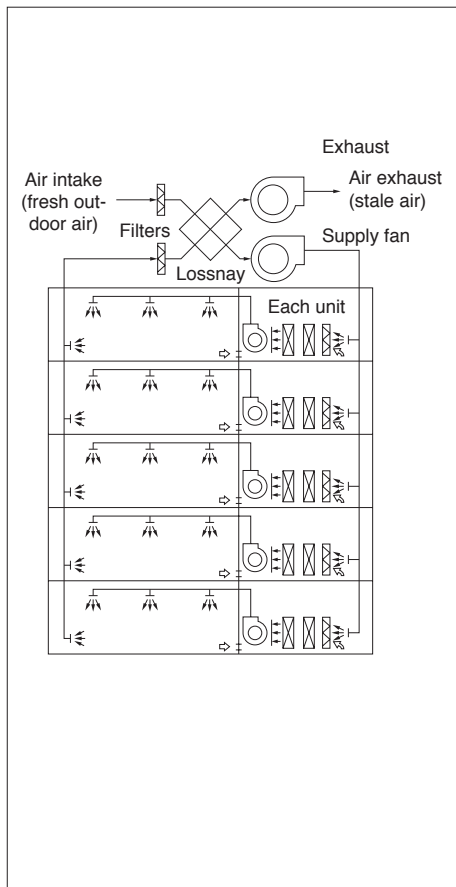 Exhaust
Air intake
(fresh out-
door air)
Air exhaust
(stale air)
Filters
Supply fan
Lossnay
Each unit